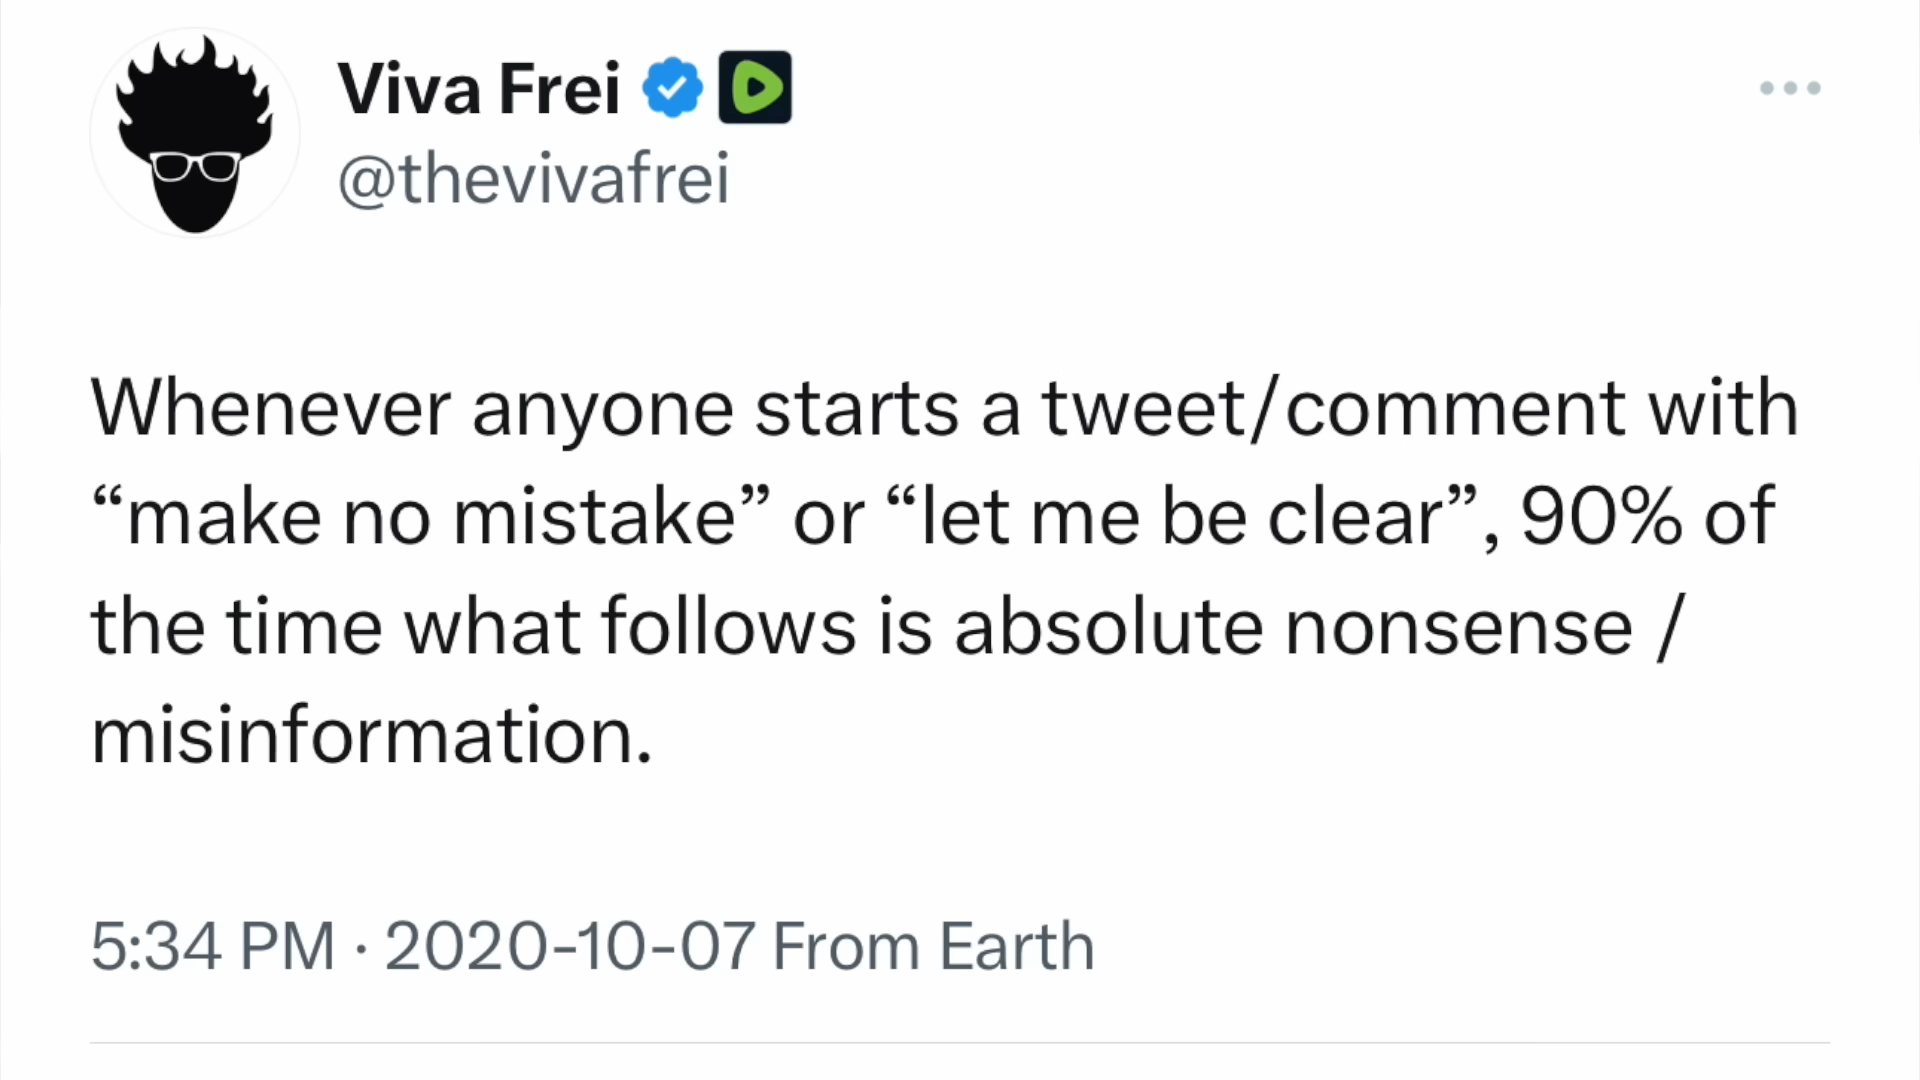 Viva Frei
@thevivafrei
Whenever anyone starts a tweet/comment with
“make no mistake” or “let me be clear”, 90% of
the time what follows is absolute nonsense /
misinformation.
5:34 PM · 2020-10-07 From Earth